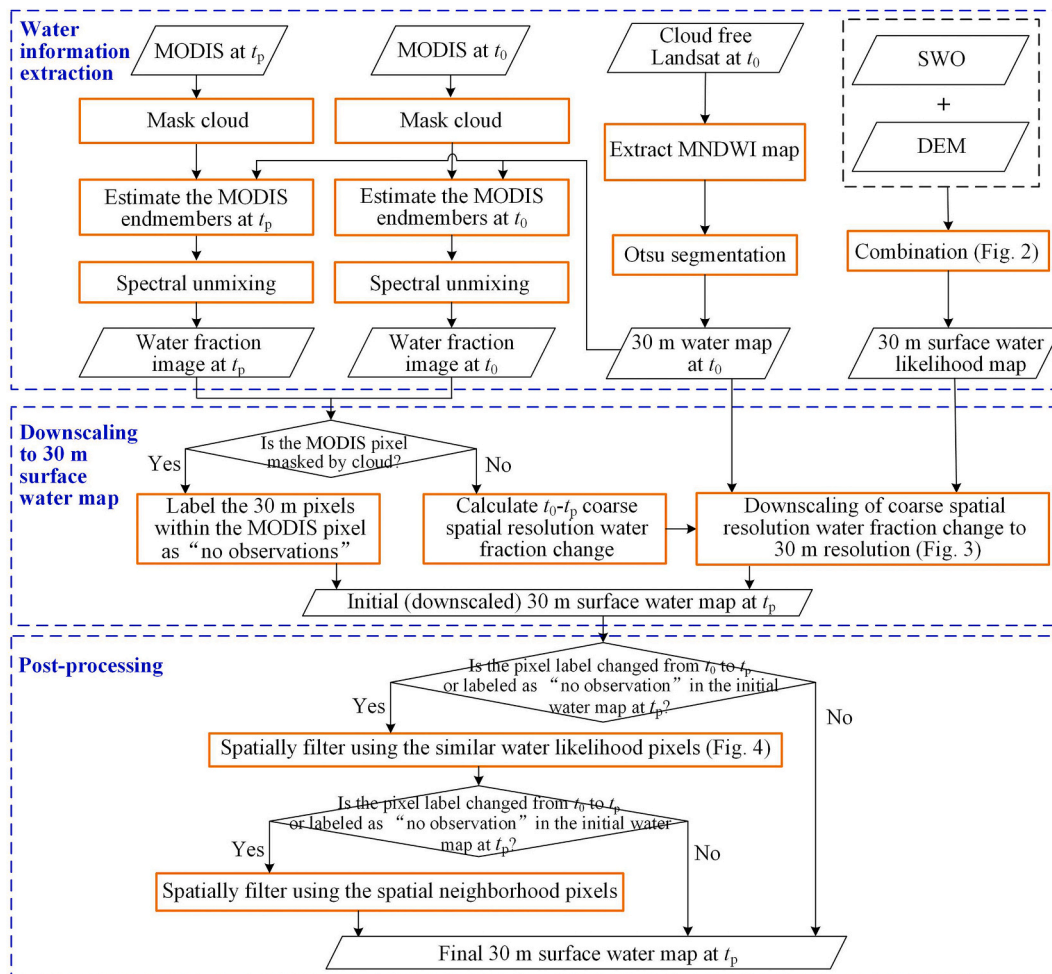 Water
information
extraction
MODIS at tp
MODIS at t0
Cloud free
Landsat at t0
SWO
+
DEM
Mask cloud
Mask cloud
Extract MNDWI map
Estimate the MODIS
endmembers at tp
Estimate the MODIS
endmembers at t0
Otsu segmentation
Combination (Fig. 2)
Spectral unmixing
Spectral unmixing
Water fraction
image at tp
Water fraction
image at t0
30 m water map
at t0
30 m surface water
likelihood map
Downscaling
to 30 m
surface
water map
Is the MODIS pixel
masked by cloud?
Yes
No
Label the 30 m pixels
within the MODIS pixel
as “no observations”
Calculate t0-tp coarse
spatial resolution water
fraction change
Downscaling of coarse spatial
resolution water fraction change to
30 m resolution (Fig. 3)
Initial (downscaled) 30 m surface water map at tp
Post-processing
Is the pixel label changed from t0 to tp
or labeled as “no observation” in the initial
water map at tp?
Yes
No
Spatially filter using the similar water likelihood pixels (Fig. 4)
Is the pixel label changed from t0 to tp
or labeled as “no observation” in the initial water
map at tp?
Yes
No
Spatially filter using the spatial neighborhood pixels
Final 30 m surface water map at tp